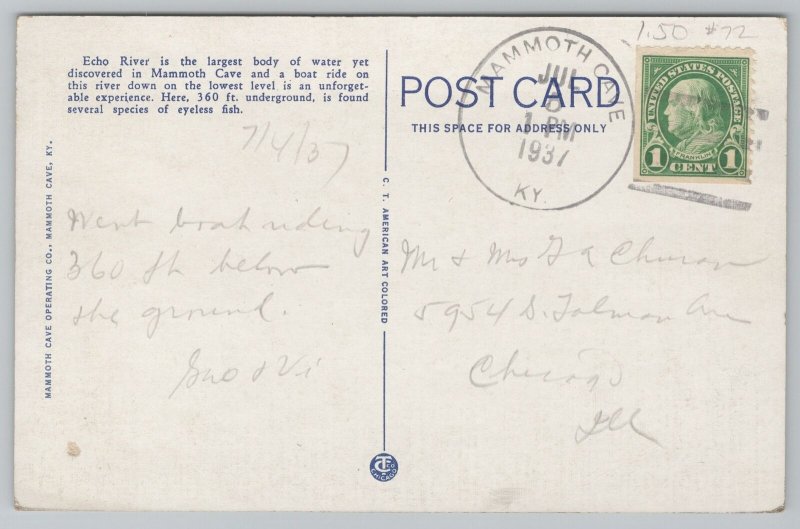 Echo River is the largest body of water yet
discovered in Mammoth Cave and a boat ride on
this river down on the lowest level is an unforget-
able experience. Here, 360 ft. underground, is found
several species of eyeless fish.
7/4/37
Went boat riding
360 ft below
the ground.
Geo & Vi
MAMMOTH CAVE OPERATING CO., MAMMOTH CAVE, KY.
C. T. AMERICAN ART COLORED
CHICAGO
POST CARD
THIS SPACE FOR ADDRESS ONLY
MAMMOTH CAVE
JUL
1 PM
1937
KY.
1.50 #72
UNITED STATES POSTAGE
FRANKLIN
1 CENT 1
Mr & Mrs G A
5954 S. Talman Ave
Chicago
Ill